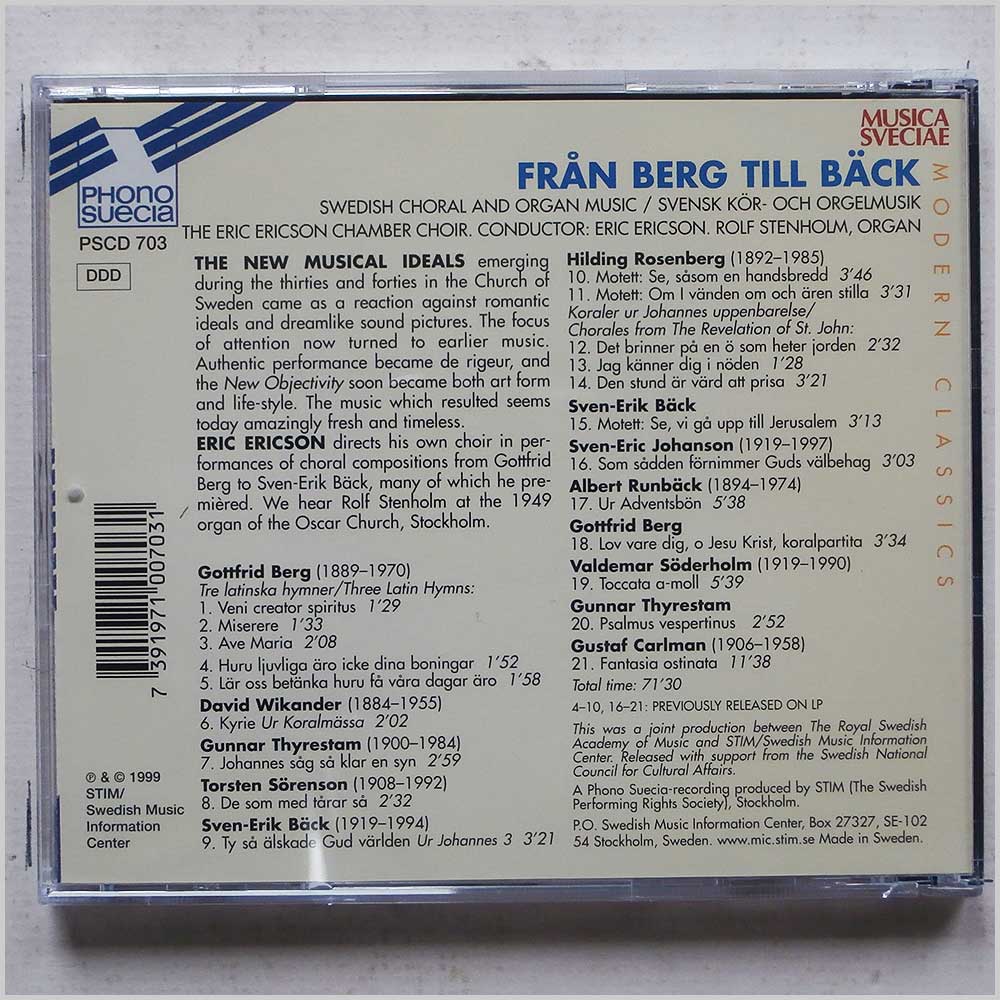 PHONO
SUECIA
PSCD 703
DDD
MUSICA
SVECIAE
MODERN CLASSICS
FRÅN BERG TILL BÄCK
SWEDISH CHORAL AND ORGAN MUSIC / SVENSK KÖR- OCH ORGELMUSIK
THE ERIC ERICSON CHAMBER CHOIR. CONDUCTOR: ERIC ERICSON. ROLF STENHOLM, ORGAN
THE NEW MUSICAL IDEALS emerging
during the thirties and forties in the Church of
Sweden came as a reaction against romantic
ideals and dreamlike sound pictures. The focus
of attention now turned to earlier music.
Authentic performance became de rigeur, and
the New Objectivity soon became both art form
and life-style. The music which resulted seems
today amazingly fresh and timeless.
ERIC ERICSON directs his own choir in per-
formances of choral compositions from Gottfrid
Berg to Sven-Erik Bäck, many of which he pre-
mièred. We hear Rolf Stenholm at the 1949
organ of the Oscar Church, Stockholm.
Gottfrid Berg (1889–1970)
Tre latinska hymner/Three Latin Hymns:
1. Veni creator spiritus 1'29
2. Miserere 1'33
3. Ave Maria 2'08
4. Huru ljuvliga äro icke dina boningar 1'52
5. Lär oss betänka huru få våra dagar äro 1'58
David Wikander (1884–1955)
6. Kyrie Ur Koralmässa 2'02
Gunnar Thyrestam (1900–1984)
7. Johannes såg så klar en syn 2'59
Torsten Sörenson (1908–1992)
8. De som med tårar så 2'32
Sven-Erik Bäck (1919–1994)
9. Ty så älskade Gud världen Ur Johannes 3 3'21
Hilding Rosenberg (1892–1985)
10. Motett: Se, såsom en handsbredd 3'46
11. Motett: Om I vänden om och ären stilla 3'31
Koraler ur Johannes uppenbarelse/
Chorales from The Revelation of St. John:
12. Det brinner på en ö som heter jorden 2'32
13. Jag känner dig i nöden 1'28
14. Den stund är värd att prisa 3'21
Sven-Erik Bäck
15. Motett: Se, vi gå upp till Jerusalem 3'13
Sven-Eric Johanson (1919–1997)
16. Som sådden förnimmer Guds välbehag 3'03
Albert Runbäck (1894–1974)
17. Ur Adventsbön 5'38
Gottfrid Berg
18. Lov vare dig, o Jesu Krist, koralpartita 3'34
Valdemar Söderholm (1919–1990)
19. Toccata a-moll 5'39
Gunnar Thyrestam
20. Psalmus vespertinus 2'52
Gustaf Carlman (1906–1958)
21. Fantasia ostinata 11'38
Total time: 71'30
4–10, 16–21: PREVIOUSLY RELEASED ON LP
This was a joint production between The Royal Swedish
Academy of Music and STIM/Swedish Music Information
Center. Released with support from the Swedish National
Council for Cultural Affairs.
A Phono Suecia-recording produced by STIM (The Swedish
Performing Rights Society), Stockholm.
P.O. Swedish Music Information Center, Box 27327, SE-102
54 Stockholm, Sweden. www.mic.stim.se Made in Sweden.
7 391971 007031
℗ & © 1999
STIM/
Swedish Music
Information
Center